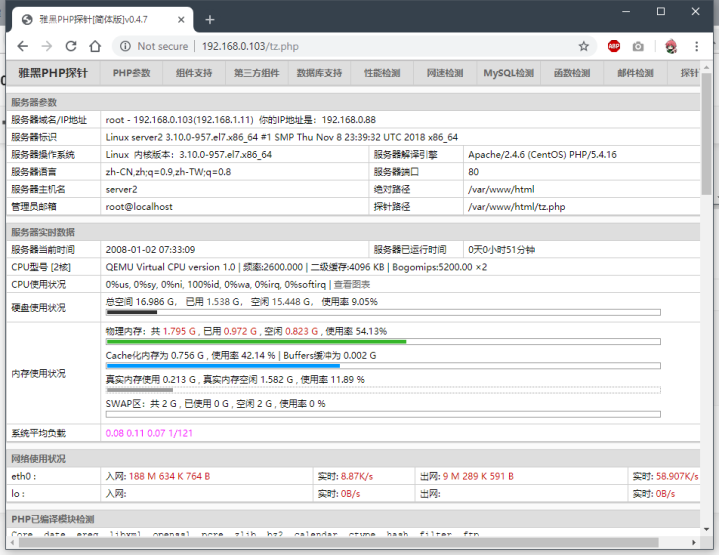 雅黑PHP探针[简体版]v0.4.7
Not secure | 192.168.0.103/tz.php
ABP
雅黑PHP探针 PHP参数 组件支持 第三方组件 数据库支持 性能检测 网速检测 MySQL检测 函数检测 邮件检测 探针
服务器参数
服务器域名/IP地址 root - 192.168.0.103(192.168.1.11) 你的IP地址是：192.168.0.88
服务器标识 Linux server2 3.10.0-957.el7.x86_64 #1 SMP Thu Nov 8 23:39:32 UTC 2018 x86_64
服务器操作系统 Linux 内核版本：3.10.0-957.el7.x86_64 服务器解译引擎 Apache/2.4.6 (CentOS) PHP/5.4.16
服务器语言 zh-CN,zh;q=0.9,zh-TW;q=0.8 服务器端口 80
服务器主机名 server2 绝对路径 /var/www/html
管理员邮箱 root@localhost 探针路径 /var/www/html/tz.php
服务器实时数据
服务器当前时间 2008-01-02 07:33:09 服务器已运行时间 0天0小时51分钟
CPU型号 [2核] QEMU Virtual CPU version 1.0 | 频率:2600.000 | 二级缓存:4096 KB | Bogomips:5200.00 ×2
CPU使用状况 0%us, 0%sy, 0%ni, 100%id, 0%wa, 0%irq, 0%softirq | 查看图表
硬盘使用状况 总空间 16.986 G， 已用 1.538 G， 空闲 15.448 G， 使用率 9.05%
内存使用状况 物理内存：共 1.795 G , 已用 0.972 G , 空闲 0.823 G , 使用率 54.13%
Cache化内存为 0.756 G , 使用率 42.14 % | Buffers缓冲为 0.002 G
真实内存使用 0.213 G , 真实内存空闲 1.582 G , 使用率 11.89 %
SWAP区：共 2 G , 已使用 0 G , 空闲 2 G , 使用率 0 %
系统平均负载 0.08 0.11 0.07 1/121
网络使用状况
eth0 : 入网: 188 M 634 K 764 B 实时: 8.87K/s 出网: 9 M 289 K 591 B 实时: 58.907K/s
lo : 入网: 实时: 0B/s 出网: 实时: 0B/s
PHP已编译模块检测
Core date ereg libxml openssl pcre zlib bz2 calendar ctype hash filter ftp